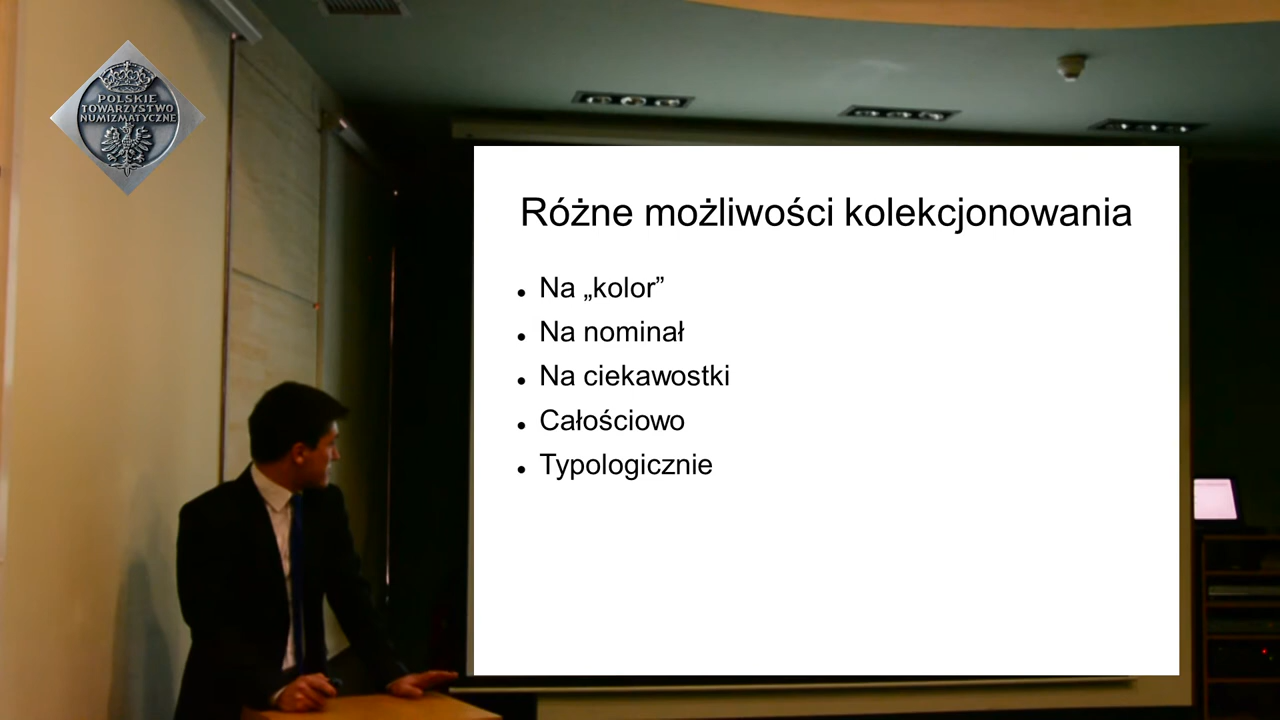 POLSKIE
TOWARZYSTWO
NUMIZMATYCZNE
Różne możliwości kolekcjonowania
• Na „kolor”
• Na nominał
• Na ciekawostki
• Całościowo
• Typologicznie